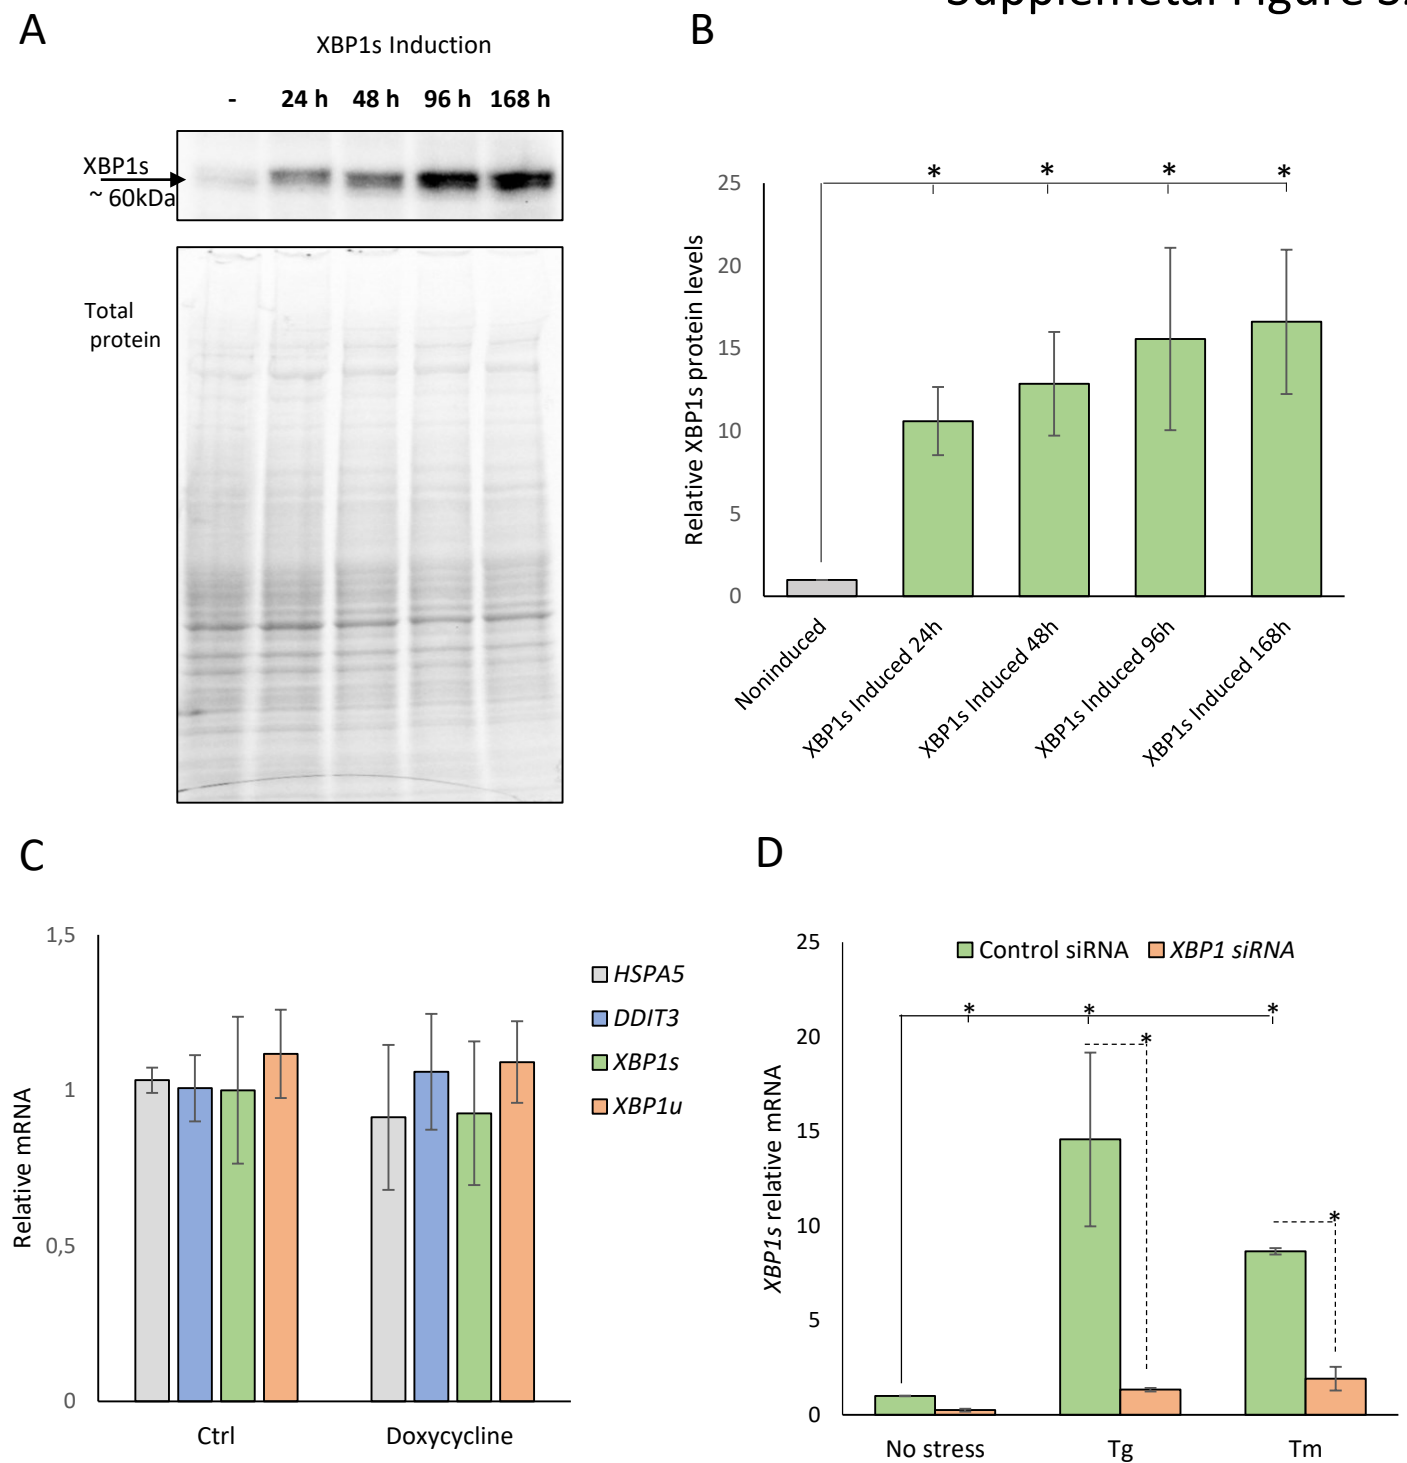 Supplemetal Figure
A
XBP1s Induction
- 24 h 48 h 96 h 168 h
XBP1s
~ 60kDa
Total
protein
B
Relative XBP1s protein levels
25
20
15
10
5
0
* * * *
Noninduced
XBP1s Induced 24h
XBP1s Induced 48h
XBP1s Induced 96h
XBP1s Induced 168h
C
Relative mRNA
1,5
1
0,5
0
Ctrl
Doxycycline
HSPA5
DDIT3
XBP1s
XBP1u
D
XBP1s relative mRNA
25
20
15
10
5
0
Control siRNA
XBP1 siRNA
* * *
*
*
No stress
Tg
Tm